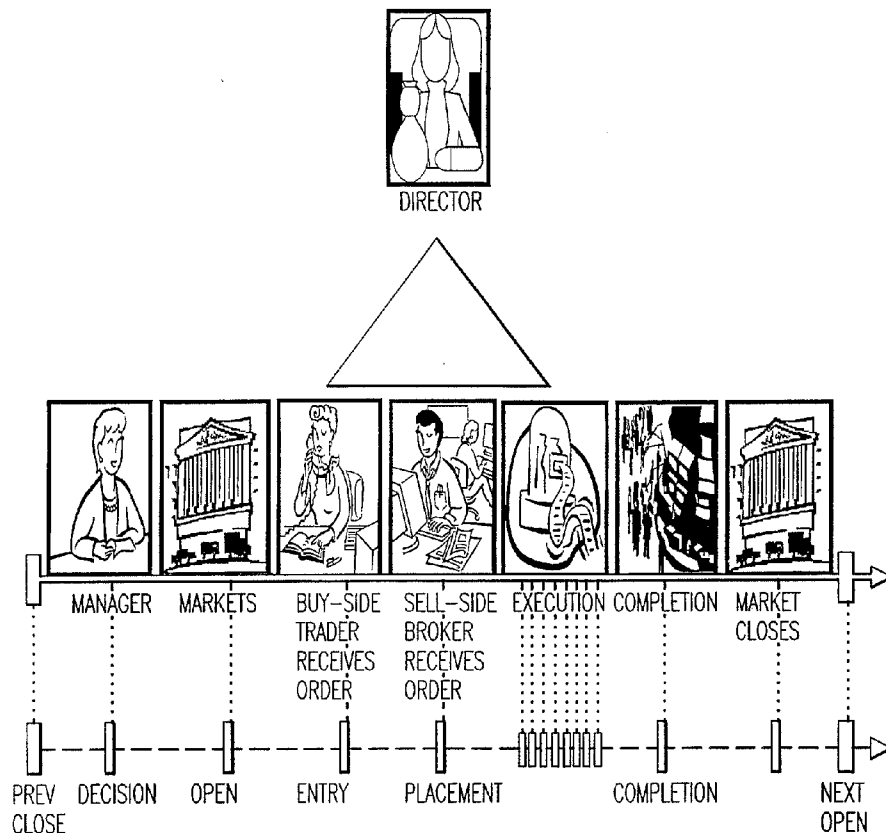 DIRECTOR
MANAGER
MARKETS
BUY-SIDE
TRADER
RECEIVES
ORDER
SELL-SIDE
BROKER
RECEIVES
ORDER
EXECUTION
COMPLETION
MARKET
CLOSES
PREV
CLOSE
DECISION
OPEN
ENTRY
PLACEMENT
COMPLETION
NEXT
OPEN